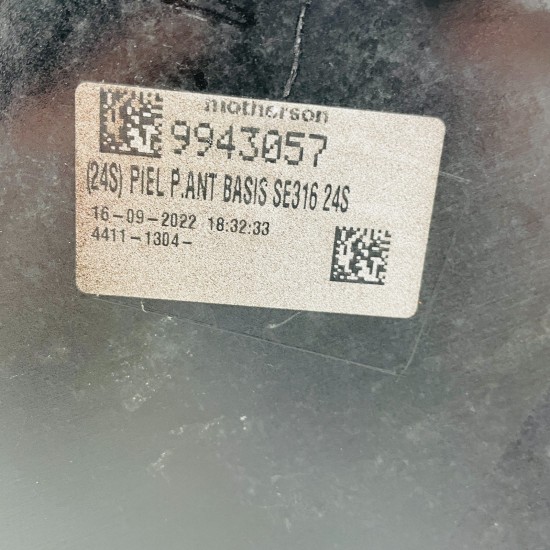 motherson
9943057
(24S) PIEL P.ANT BASIS SE316 24S
16-09-2022 18:32:33
4411-1304-